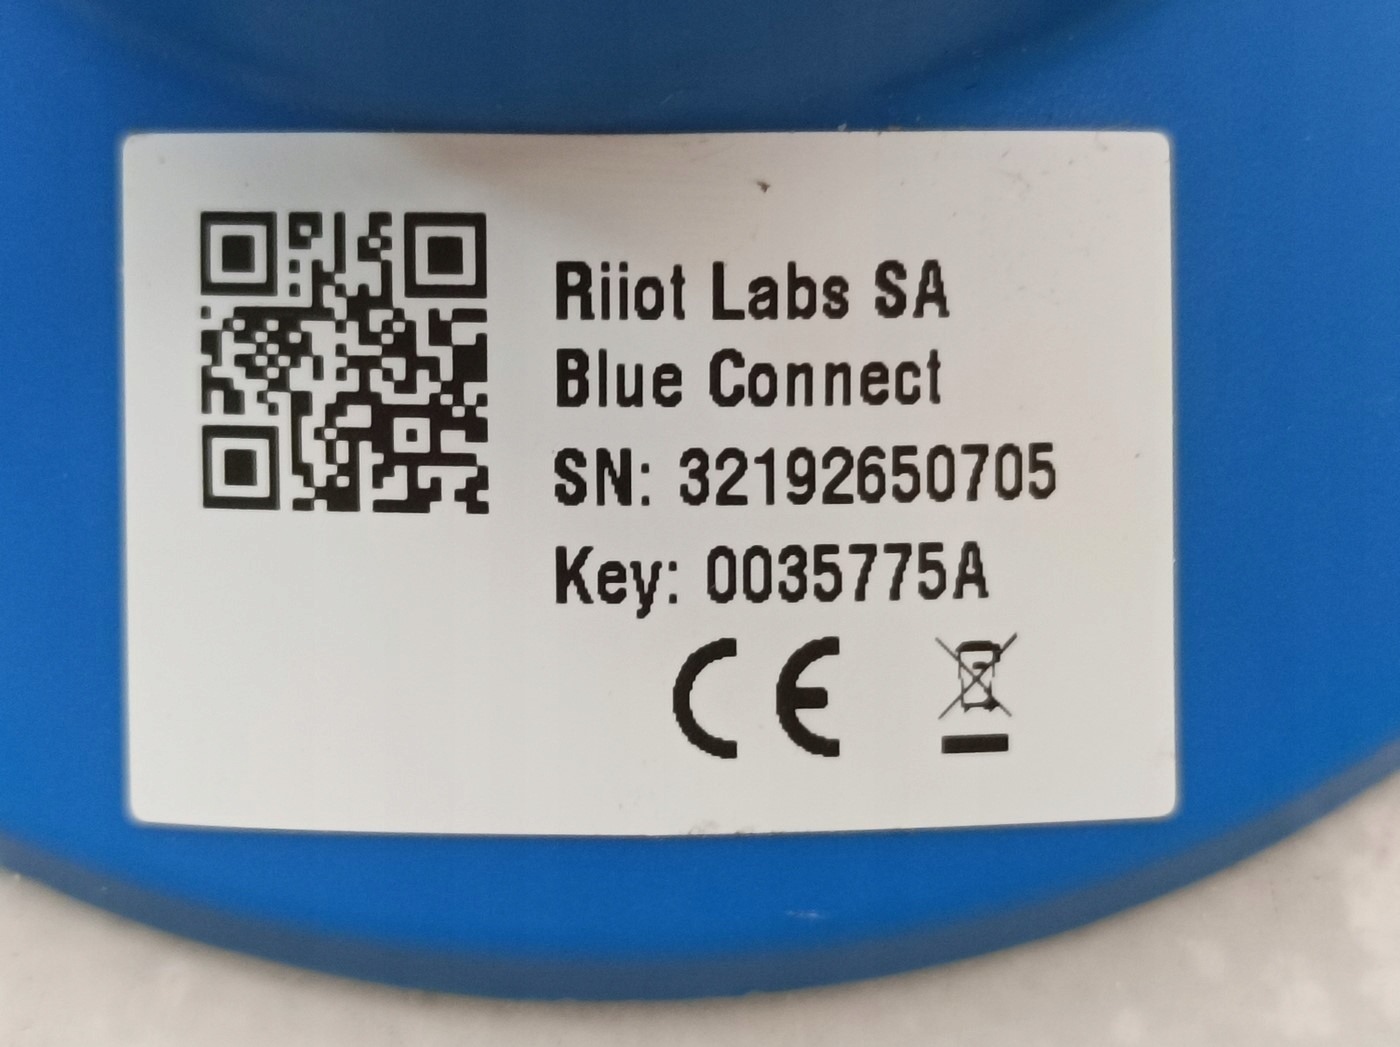 Riiot Labs SA
Blue Connect
SN: 32192650705
Key: 0035775A
CE